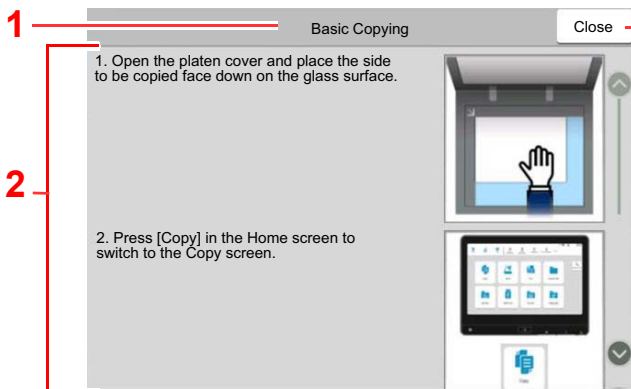 1
Basic Copying
Close
2
1. Open the platen cover and place the side
to be copied face down on the glass surface.
2. Press [Copy] in the Home screen to
switch to the Copy screen.
Copy